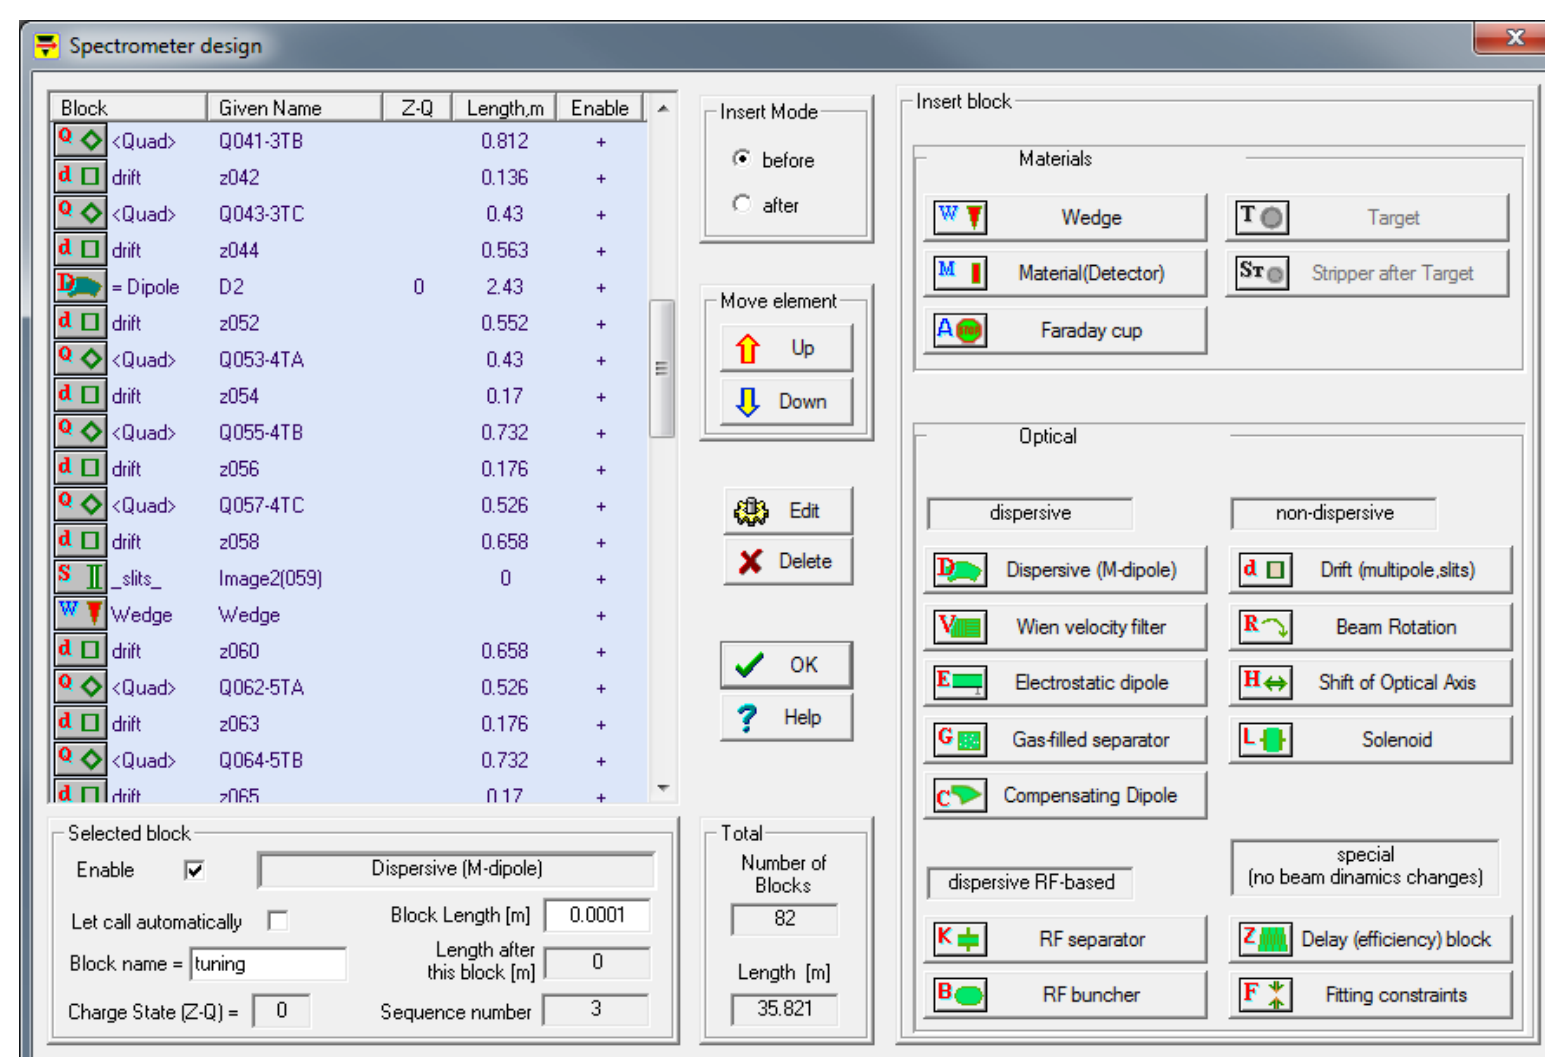 Spectrometer design
x
Block Given Name Z-Q Length,m Enable
Q <Quad> Q041-3TB 0.812 +
d drift z042 0.136 +
Q <Quad> Q043-3TC 0.43 +
d drift z044 0.563 +
D = Dipole D2 0 2.43 +
d drift z052 0.552 +
Q <Quad> Q053-4TA 0.43 +
d drift z054 0.17 +
Q <Quad> Q055-4TB 0.732 +
d drift z056 0.176 +
Q <Quad> Q057-4TC 0.526 +
d drift z058 0.658 +
S _slits_ Image2(059) 0 +
W Wedge Wedge +
d drift z060 0.658 +
Q <Quad> Q062-5TA 0.526 +
d drift z063 0.176 +
Q <Quad> Q064-5TB 0.732 +
d drift z065 0.17 +
Insert Mode
before
after
Move element
Up
Down
Edit
Delete
OK
Help
Selected block
Enable Dispersive (M-dipole)
Let call automatically Block Length [m] 0.0001
Block name = tuning Length after this block [m] 0
Charge State (Z-Q) = 0 Sequence number 3
Total
Number of
Blocks
82
Length [m]
35.821
Insert block
Materials
W Wedge T Target
M Material(Detector) ST Stripper after Target
A STOP Faraday cup
Optical
dispersive non-dispersive
D Dispersive (M-dipole) d Drift (multipole,slits)
V Wien velocity filter R Beam Rotation
E Electrostatic dipole H Shift of Optical Axis
G Gas-filled separator L Solenoid
C Compensating Dipole
dispersive RF-based special
(no beam dinamics changes)
K RF separator Z Delay (efficiency) block
B RF buncher F Fitting constraints